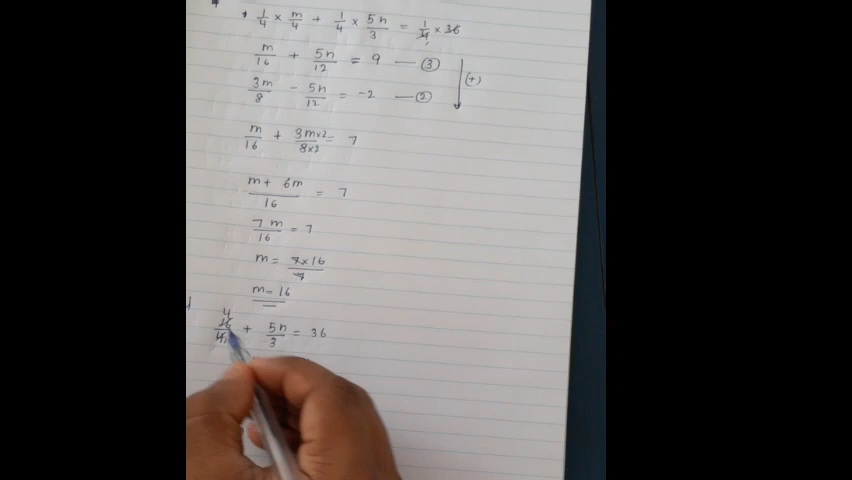 1/4 × m/4 + 1/4 × 5n/3 = 1/4 × 36
m/16 + 5n/12 = 9 — ③
3m/8 - 5n/12 = -2 — ②
(+)
m/16 + 3m×2/8×2 = 7
m + 6m/16 = 7
7m/16 = 7
m = 7×16/7
m = 16
4
16/4 1 + 5n/3 = 36